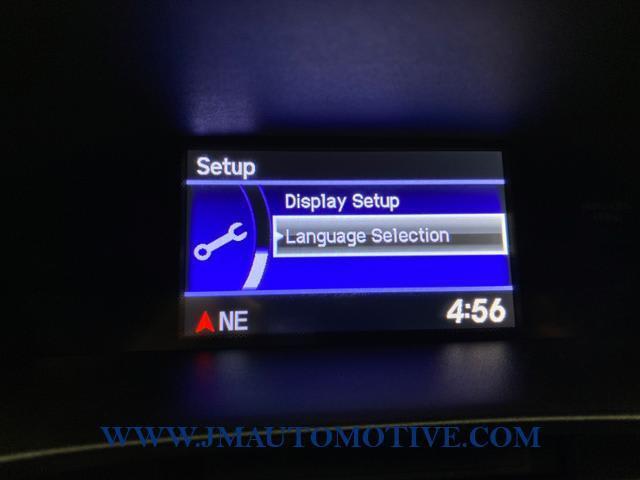 Setup
Display Setup
Language Selection
NE
4:56
WWW.JMAUTOMOTIVE.COM